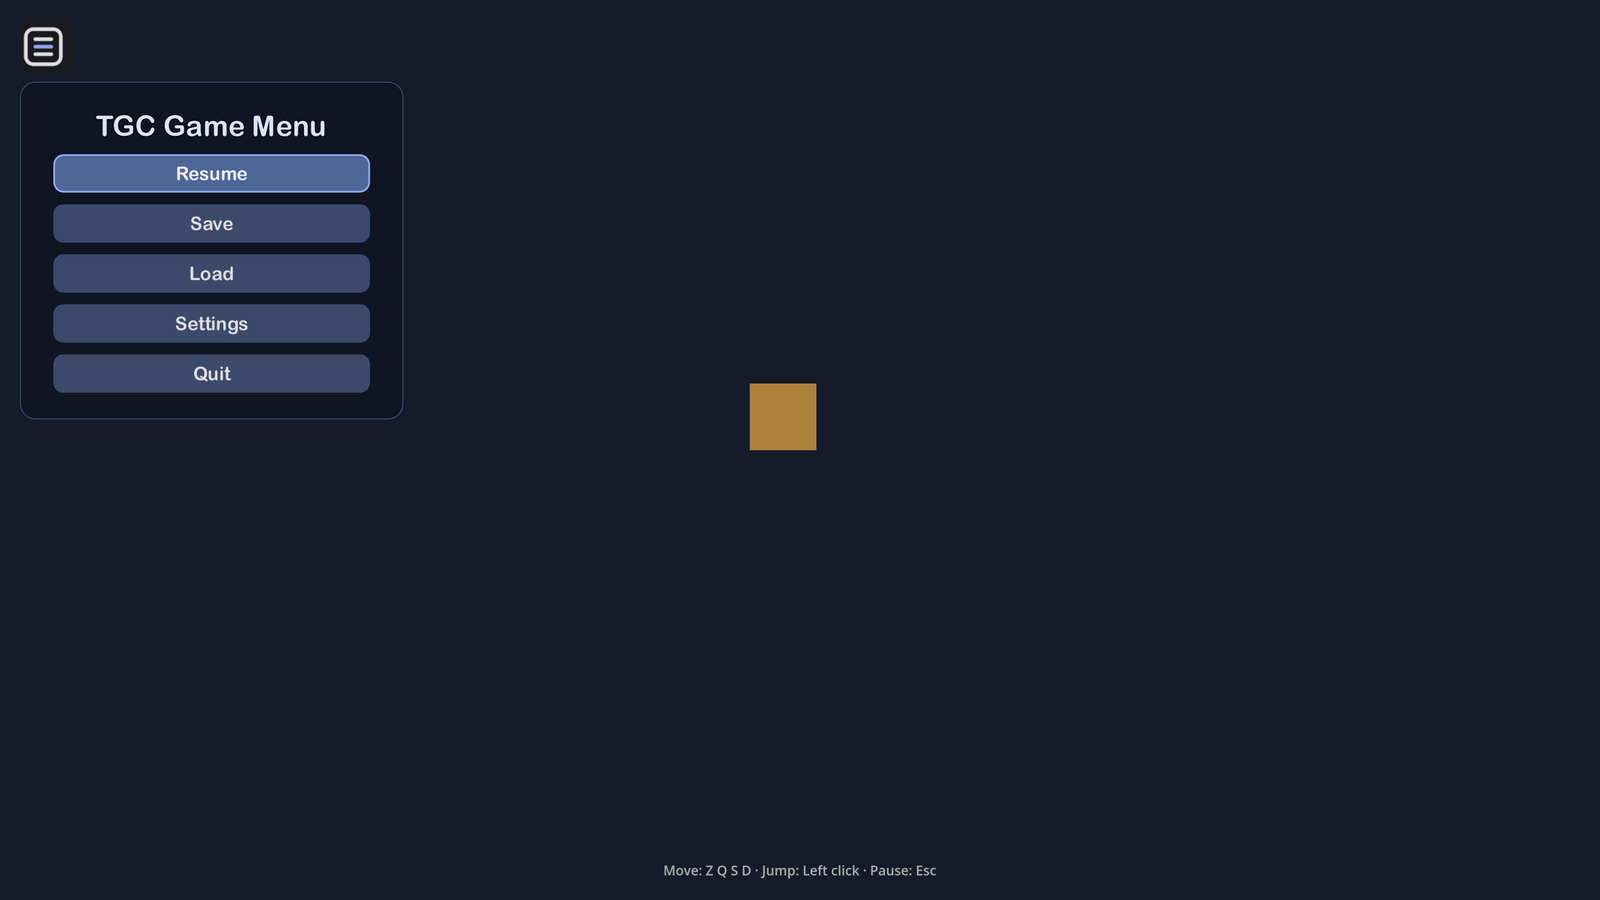 TGC Game Menu
Resume
Save
Load
Settings
Quit
Move: Z Q S D · Jump: Left click · Pause: Esc